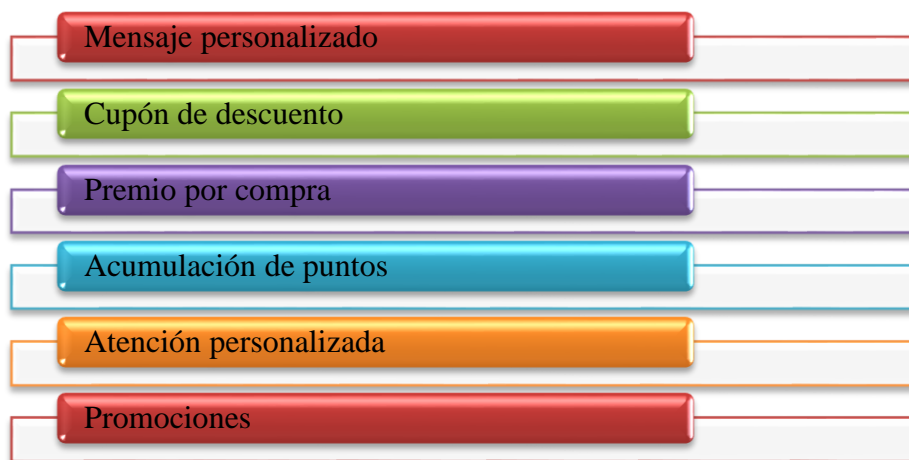 Mensaje personalizado
Cupón de descuento
Premio por compra
Acumulación de puntos
Atención personalizada
Promociones